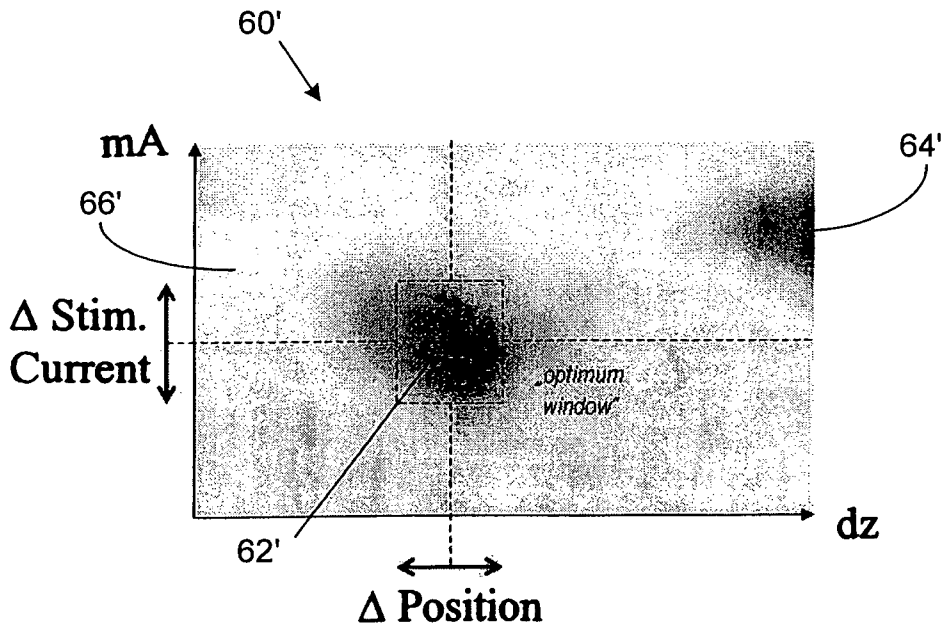 60'
mA
64'
66'
Δ Stim.
Current
„optimum
window"
dz
62'
Δ Position